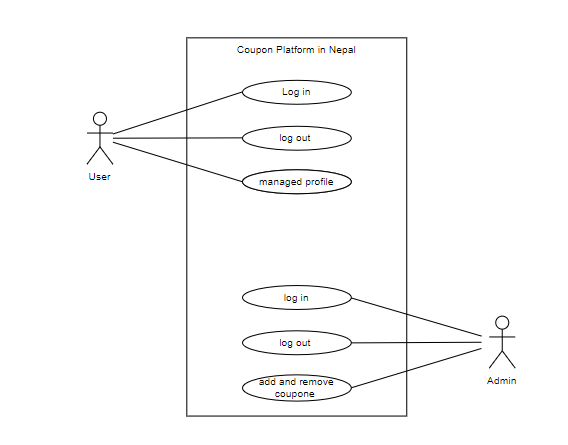 Coupon Platform in Nepal
Log in
log out
managed profile
User
log in
log out
add and remove
coupone
Admin